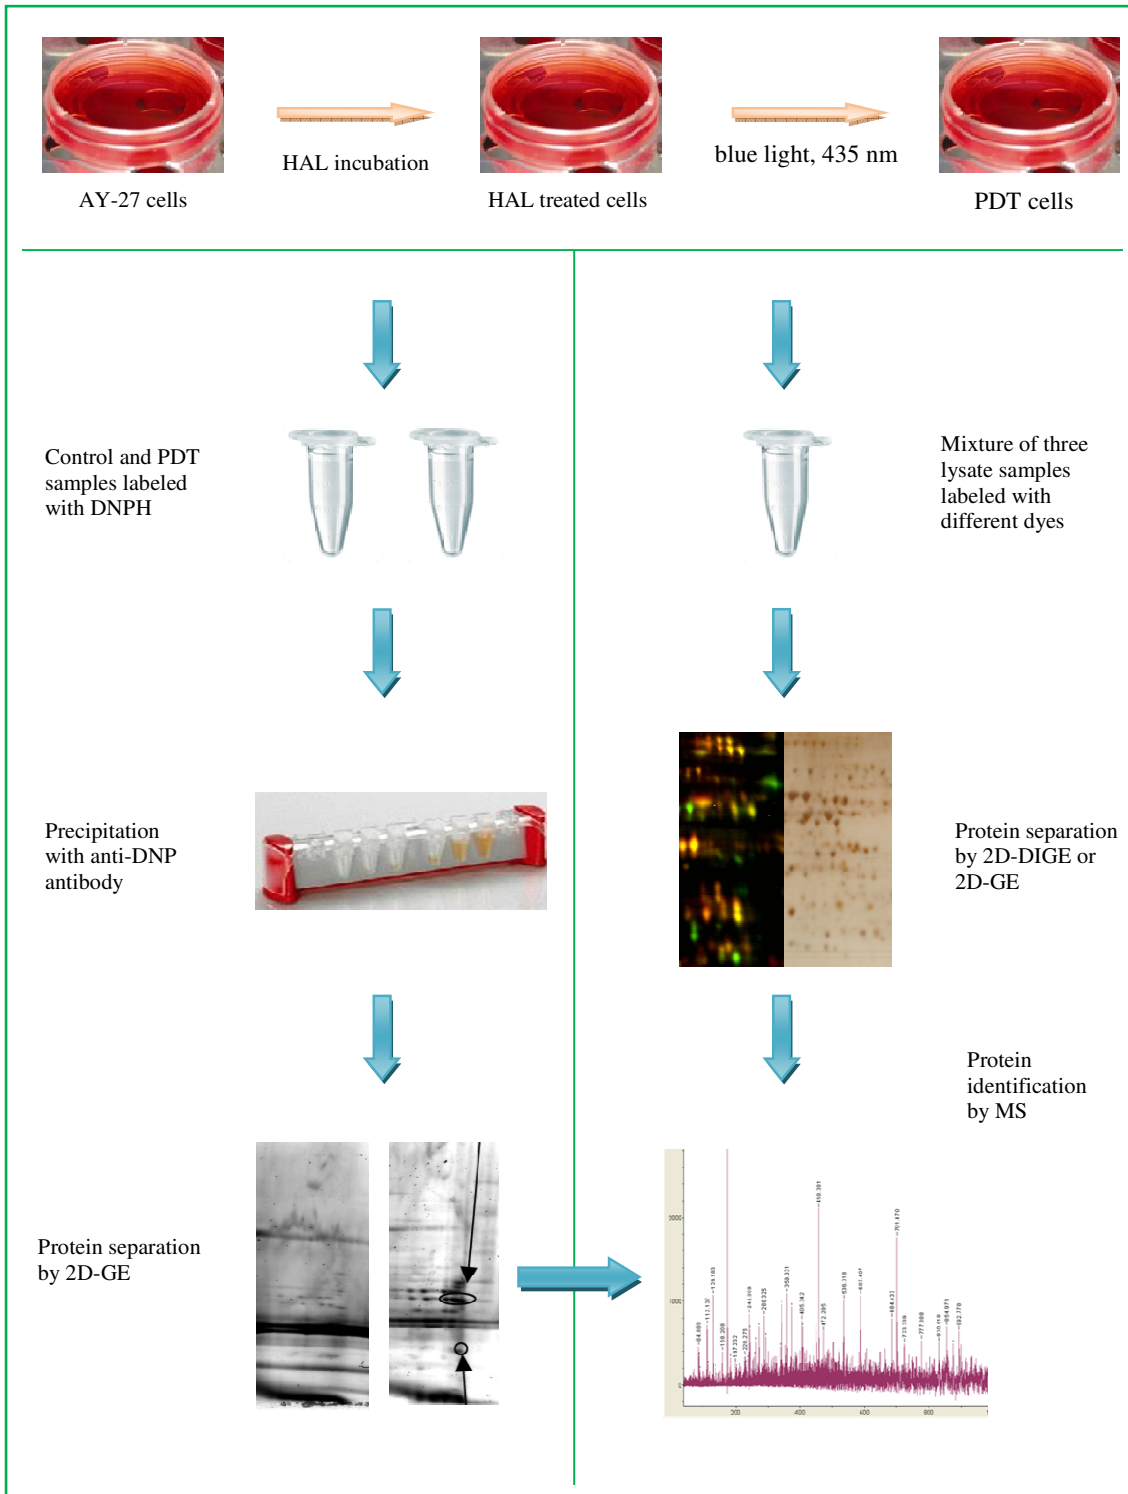 HAL incubation
blue light, 435 nm
AY-27 cells
HAL treated cells
PDT cells
Control and PDT
samples labeled
with DNPH
Mixture of three
lysate samples
labeled with
different dyes
Precipitation
with anti-DNP
antibody
Protein separation
by 2D-DIGE or
2D-GE
Protein
identification
by MS
Protein separation
by 2D-GE
1000
0
200
400
600
800